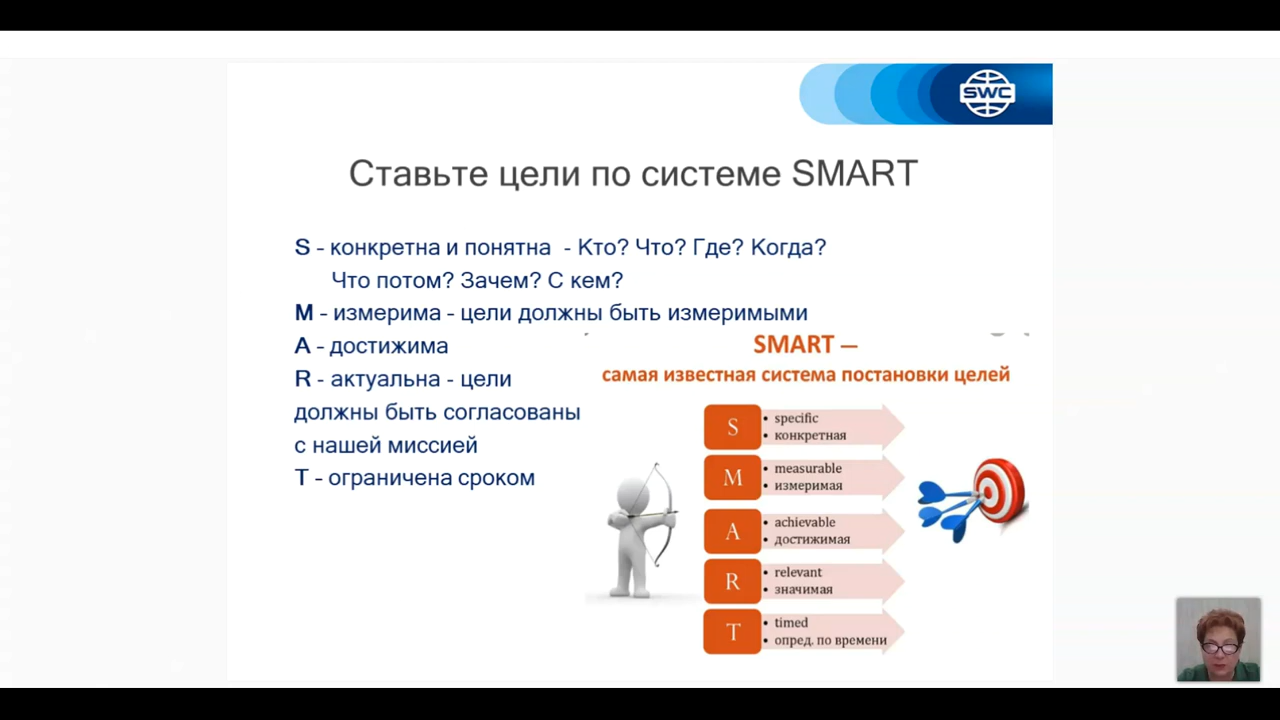 SWC
Ставьте цели по системе SMART
S - конкретна и понятна - Кто? Что? Где? Когда?
Что потом? Зачем? С кем?
M - измерима - цели должны быть измеримыми
A - достижима
R - актуальна - цели
должны быть согласованы
с нашей миссией
T - ограничена сроком
SMART —
самая известная система постановки целей
S
• specific
• конкретная
M
• measurable
• измеримая
A
• achievable
• достижимая
R
• relevant
• значимая
T
• timed
• опред. по времени